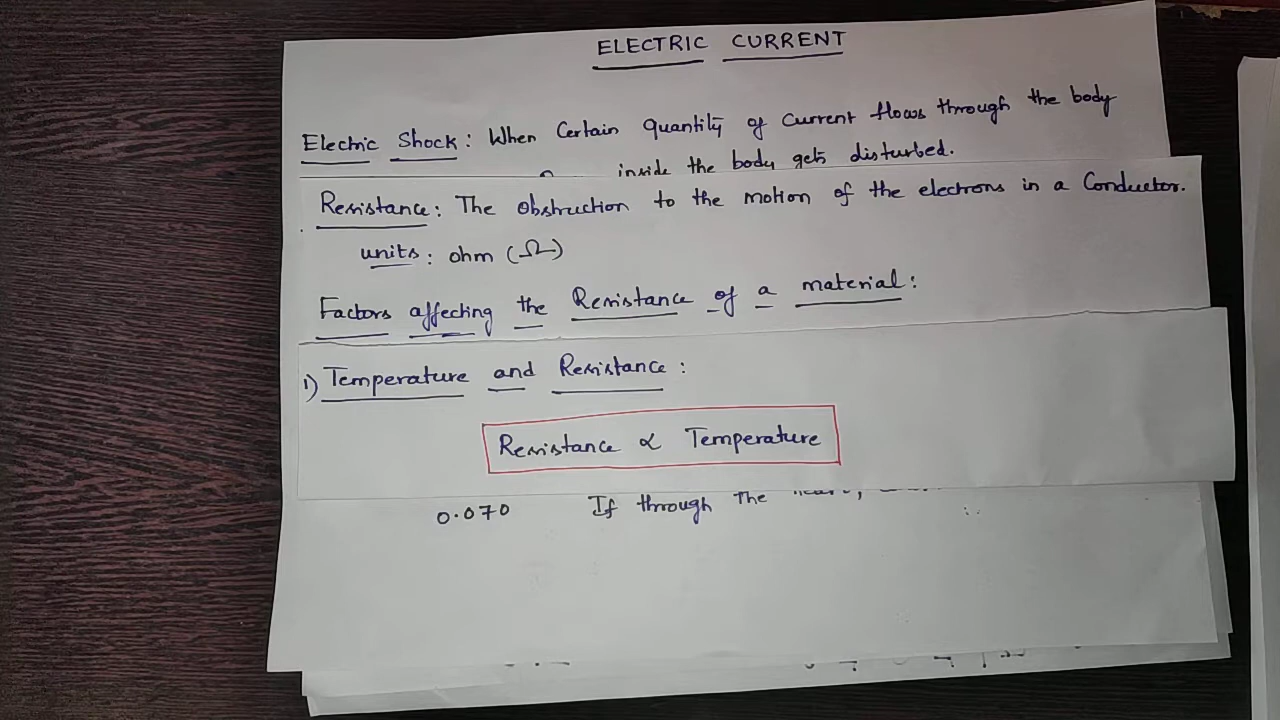 ELECTRIC CURRENT
Electric Shock: When Certain quantity of Current flows through the body
inside the body gets disturbed.
Resistance: The obstruction to the motion of the electrons in a Conductor.
units: ohm (Ω)
Factors affecting the Resistance of a material:
1) Temperature and Resistance:
Resistance ∝ Temperature
0.070 If through The